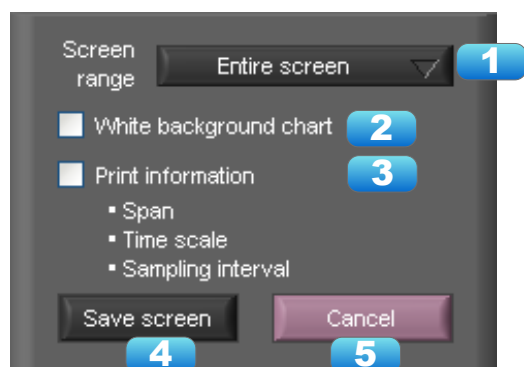 Screen
range
Entire screen
1
White background chart
2
Print information
3
▪ Span
▪ Time scale
▪ Sampling interval
Save screen
Cancel
4
5